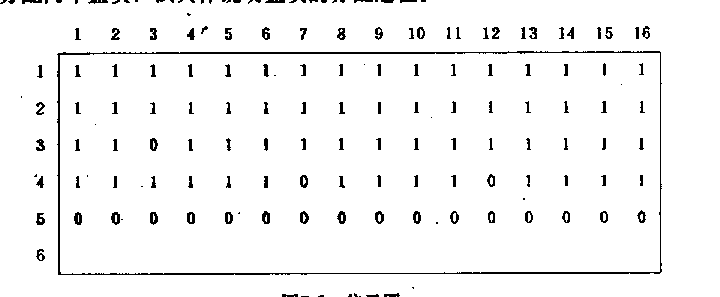 1 2 3 4 5 6 7 8 9 10 11 12 13 14 15 16
1 1 1 1 1 1 1 1 1 1 1 1 1 1 1 1 1
2 1 1 1 1 1 1 1 1 1 1 1 1 1 1 1 1
3 1 1 0 1 1 1 1 1 1 1 1 1 1 1 1 1
4 1 1 1 1 1 1 0 1 1 1 1 0 1 1 1 1
5 0 0 0 0 0 0 0 0 0 0 0 0 0 0 0 0
6